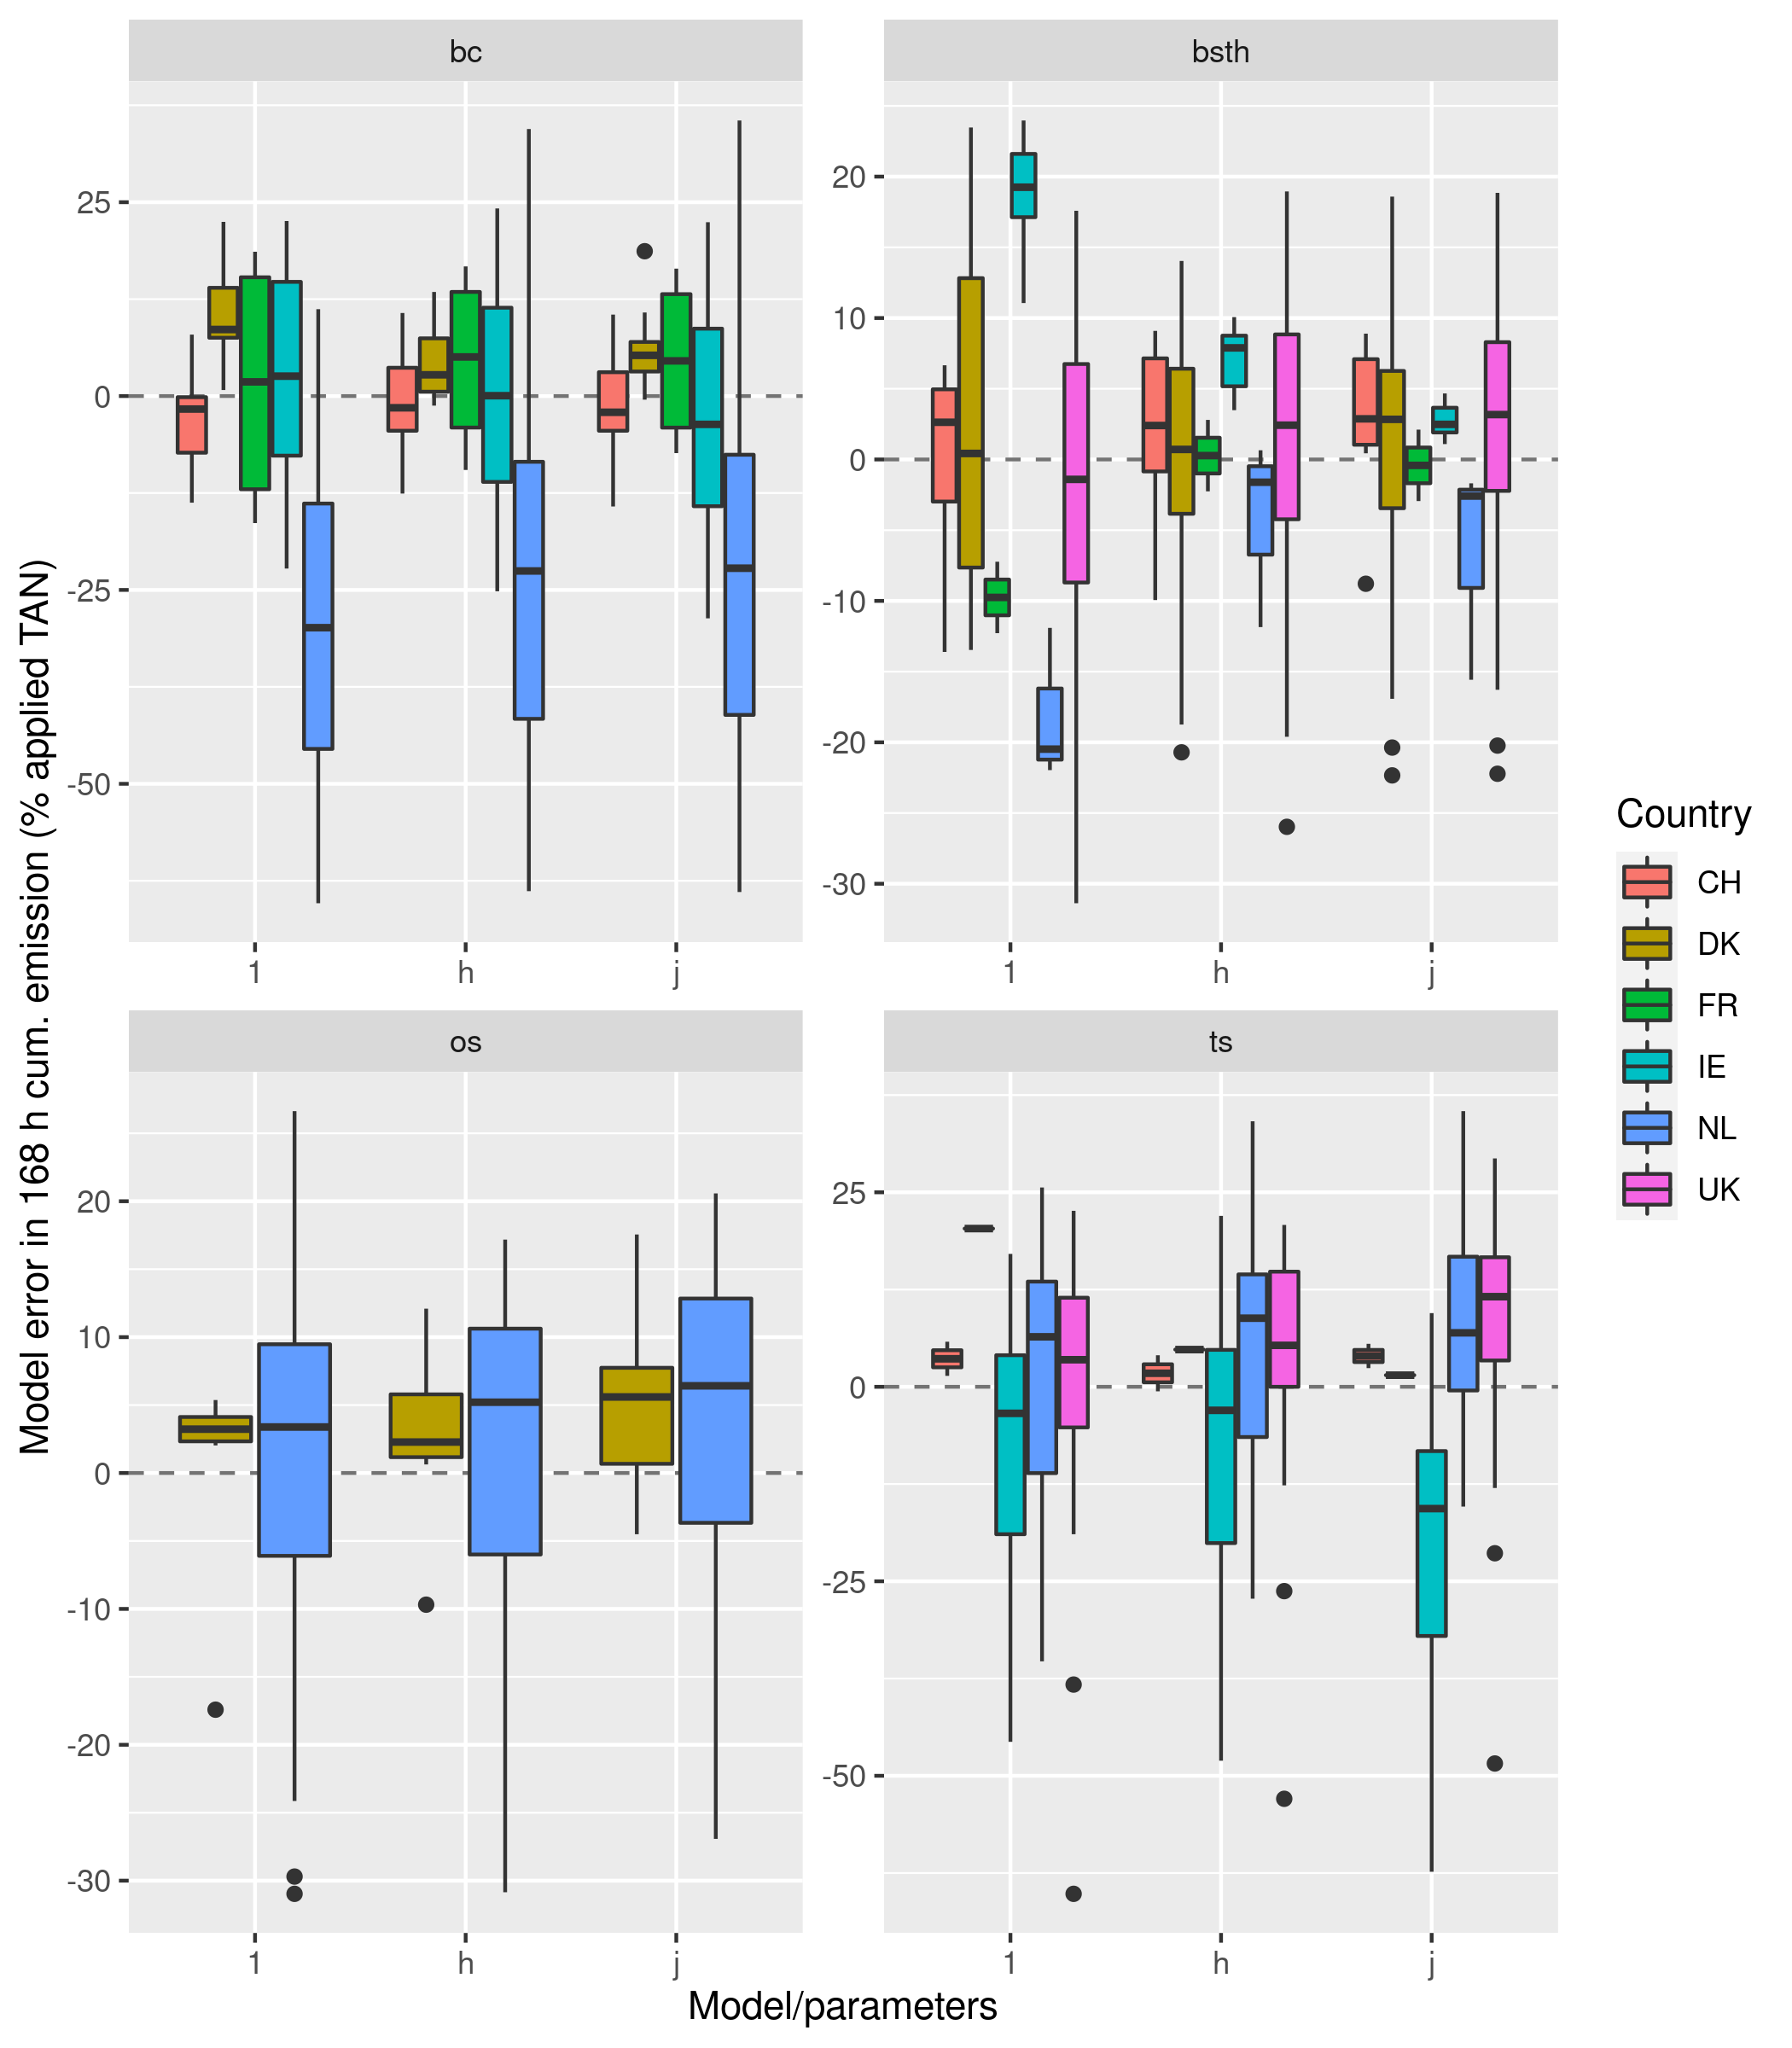 bc
bsth
25
0
-25
-50
1
h
j
20
10
0
-10
-20
-30
1
h
j
os
ts
20
10
0
-10
-20
-30
1
h
j
25
0
-25
-50
1
h
j
Model/parameters
Model error in 168 h cum. emission (% applied TAN)
Country
CH
DK
FR
IE
NL
UK